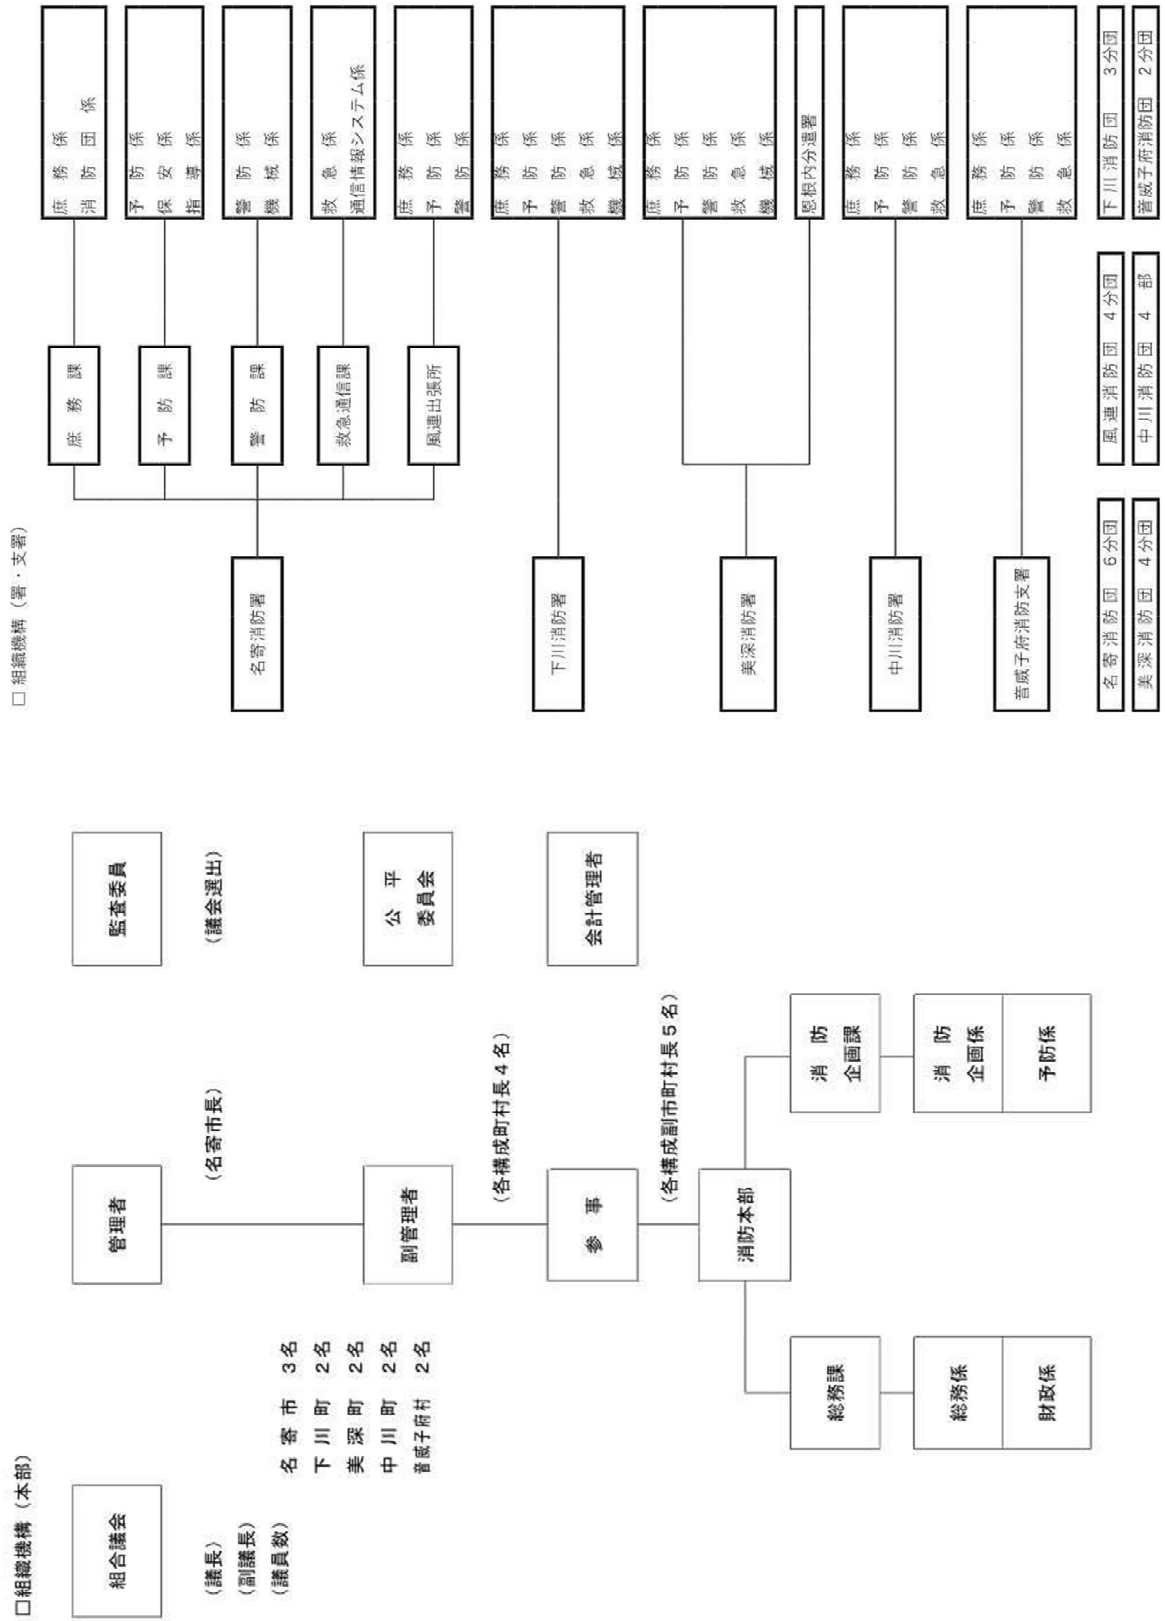 □組織機構（本部）
組合議会
管理者
監査委員
（議長）
（名寄市長）
（議会選出）
（副議長）
（議員数）
名寄市 3名
下川町 2名
美深町 2名
中川町 2名
音威子府村 2名
副管理者
公平
委員会
（各構成町村長4名）
参事
会計管理者
（各構成副市町村長5名）
消防本部
総務課
消防
企画課
総務係
財政係
消防
企画係
予防係
□ 組織機構（署・支署）
名寄消防署
庶務課
庶務係
消防団係
予防課
予防係
保安係
指導係
警防課
警防係
機械係
救急通信課
救急係
通信情報システム係
風連出張所
庶務係
予防係
警防係
下川消防署
庶務係
予防係
警防係
救急係
機械係
美深消防署
庶務係
予防係
警防係
救急係
機械係
恩根内分遣署
中川消防署
庶務係
予防係
警防係
救急係
音威子府消防支署
庶務係
予防係
警防係
救急係
名寄消防団 6分団
風連消防団 4分団
下川消防団 3分団
美深消防団 4分団
中川消防団 4部
音威子府消防団 2分団